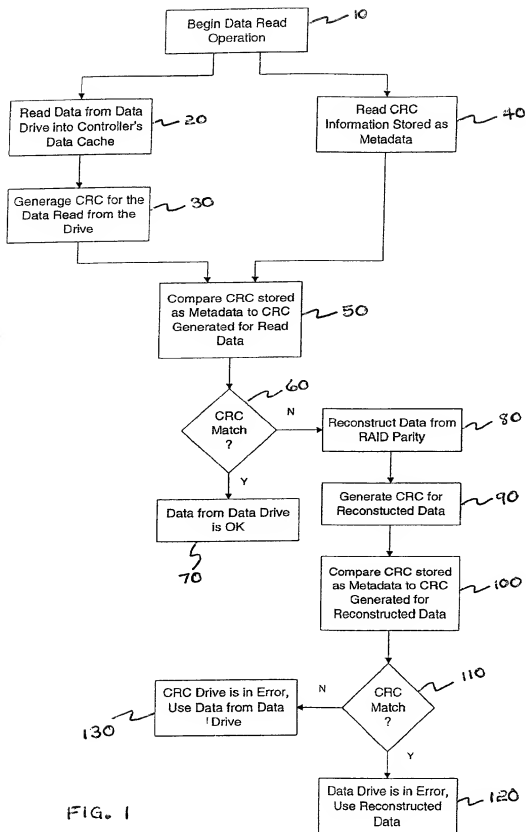 Begin Data Read
Operation
10
Read Data from Data
Drive into Controller's
Data Cache
20
Read CRC
Information Stored as
Metadata
40
Generage CRC for the
Data Read from the
Drive
30
Compare CRC stored
as Metadata to CRC
Generated for Read
Data
50
60
CRC
Match
?
N
Y
Reconstruct Data from
RAID Parity
80
Data from Data Drive
is OK
70
Generate CRC for
Reconstucted Data
90
Compare CRC stored
as Metadata to CRC
Generated for
Reconstructed Data
100
CRC
Match
?
110
N
Y
CRC Drive is in Error,
Use Data from Data
Drive
130
Data Drive is in Error,
Use Reconstructed
Data
120
FIG. 1